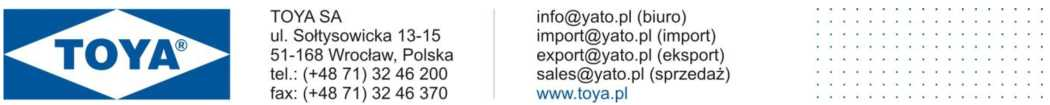 TOYA®
TOYA SA
ul. Sołtysowicka 13-15
51-168 Wrocław, Polska
tel.: (+48 71) 32 46 200
fax: (+48 71) 32 46 370
info@yato.pl (biuro)
import@yato.pl (import)
export@yato.pl (eksport)
sales@yato.pl (sprzedaż)
www.toya.pl